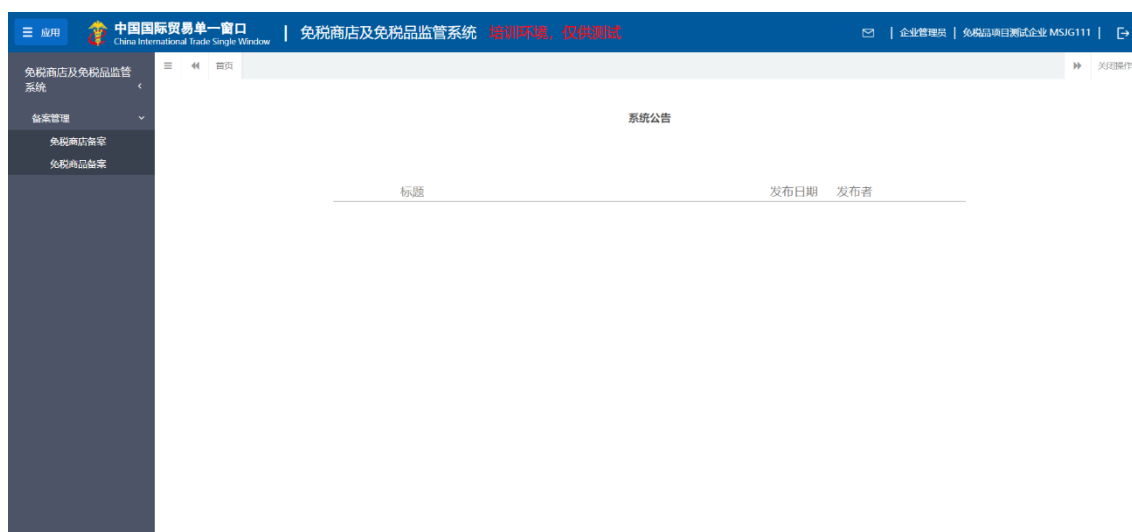 应用
中国国际贸易单一窗口
China International Trade Single Window
免税商店及免税品监管系统 培训环境，仅供测试
企业管理员
免税品项目测试企业 MSJG111
免税商店及免税品监管
系统
首页
关闭操作
备案管理
免税商店备案
免税商品备案
系统公告
标题 发布日期 发布者